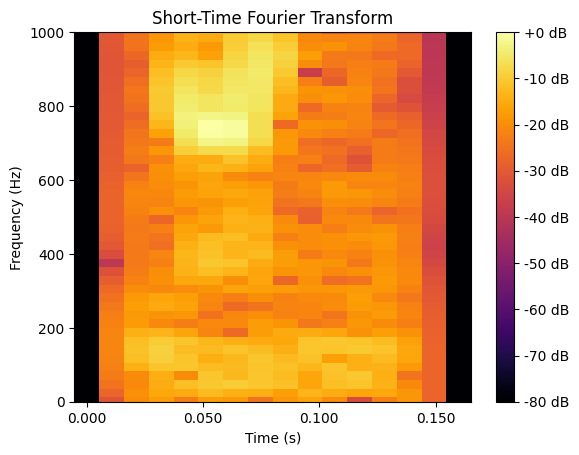 Short-Time Fourier Transform
1000
800
600
400
200
0
Frequency (Hz)
0.000
0.050
0.100
0.150
Time (s)
+0 dB
-10 dB
-20 dB
-30 dB
-40 dB
-50 dB
-60 dB
-70 dB
-80 dB